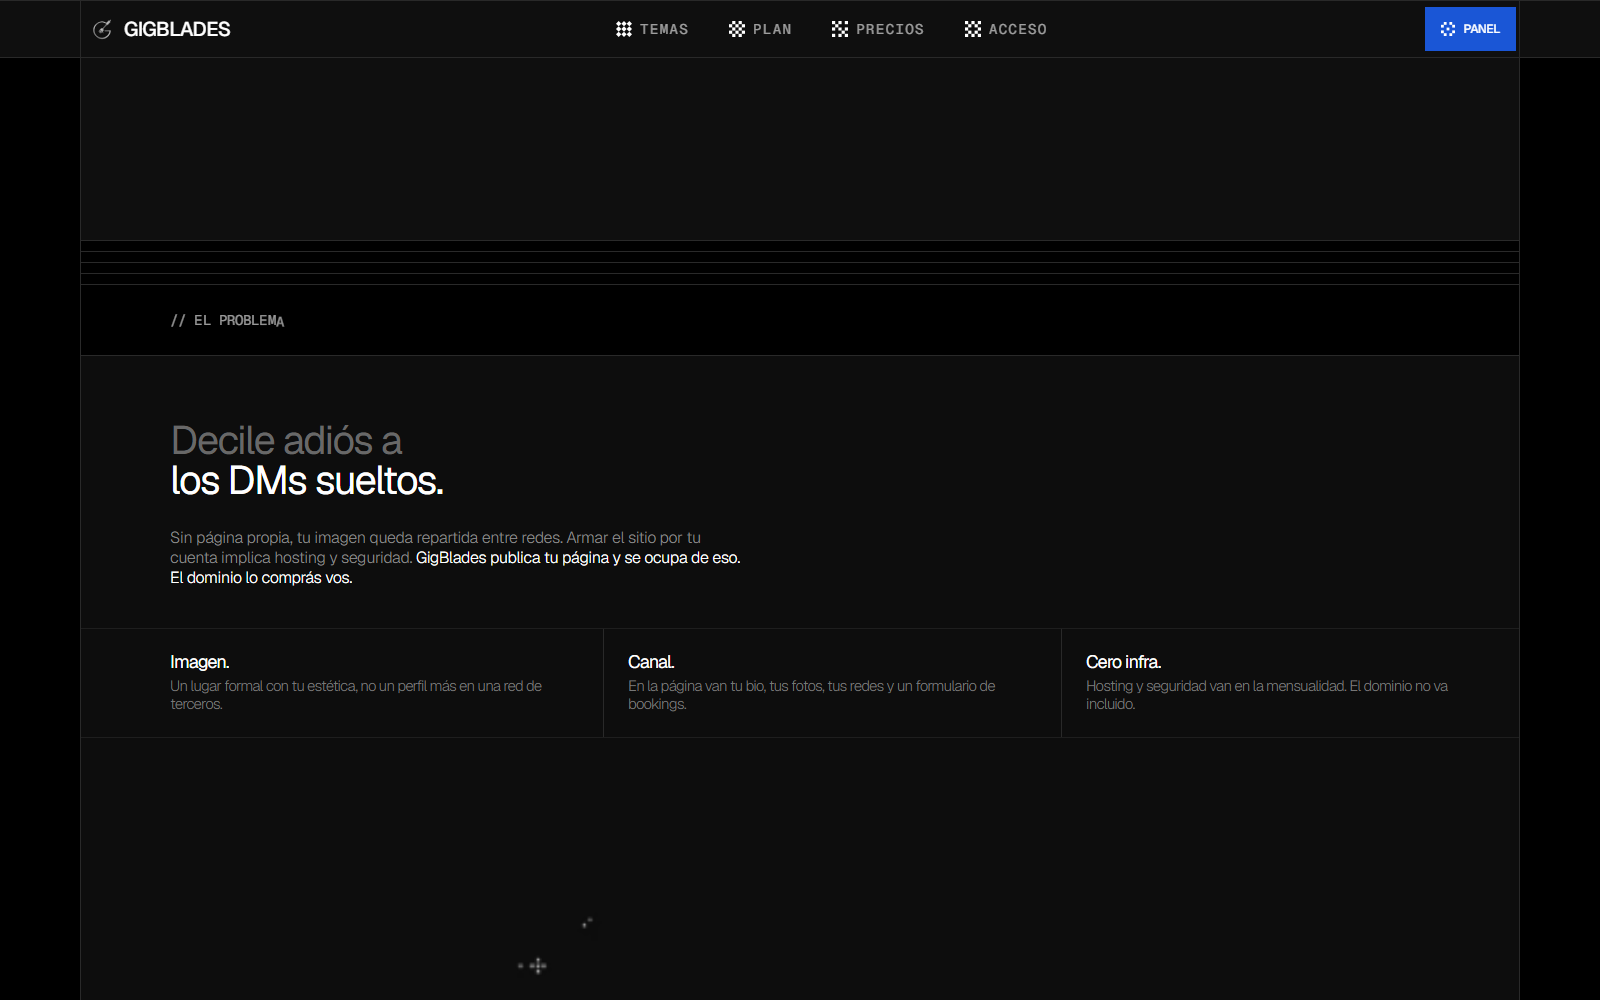 GIGBLADES
TEMAS
PLAN
PRECIOS
ACCESO
PANEL
// EL PROBLEMA
Decile adiós a
los DMs sueltos.
Sin página propia, tu imagen queda repartida entre redes. Armar el sitio por tu
cuenta implica hosting y seguridad. GigBlades publica tu página y se ocupa de eso.
El dominio lo comprás vos.
Imagen.
Un lugar formal con tu estética, no un perfil más en una red de
terceros.
Canal.
En la página van tu bio, tus fotos, tus redes y un formulario de
bookings.
Cero infra.
Hosting y seguridad van en la mensualidad. El dominio no va
incluido.